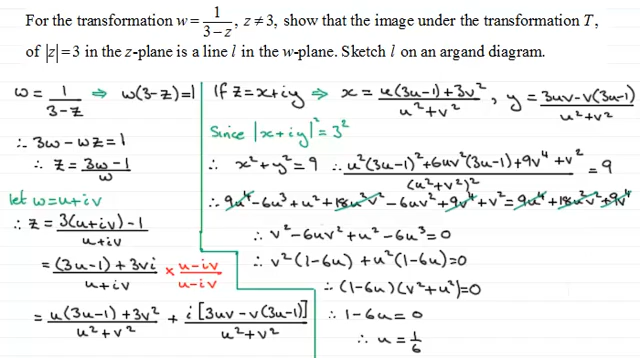 For the transformation w = 1/(3−z), z ≠ 3, show that the image under the transformation T,
of |z| = 3 in the z-plane is a line l in the w-plane. Sketch l on an argand diagram.
w = 1/(3−z) ⇒ w(3−z)=1
∴ 3w − wz = 1
∴ z = (3w−1)/w
let w = u+iv
∴ z = (3(u+iv)−1)/(u+iv)
= ((3u−1)+3vi)/(u+iv) × (u−iv)/(u−iv)
= (u(3u−1)+3v²)/(u²+v²) + i[3uv−v(3u−1)]/(u²+v²)
If z = x+iy ⇒ x = (u(3u−1)+3v²)/(u²+v²), y = (3uv−v(3u−1))/(u²+v²)
Since |x+iy|² = 3²
∴ x²+y² = 9 ∴ (u²(3u−1)²+6uv²(3u−1)+9v⁴+v²)/(u²+v²)² = 9
∴ 9u⁴−6u³+u²+18u²v²−6uv²+9v⁴+v² = 9u⁴+18u²v²+9v⁴
∴ v²−6uv²+u²−6u³=0
∴ v²(1−6u)+u²(1−6u)=0
∴ (1−6u)(v²+u²)=0
∴ 1−6u = 0
∴ u = 1/6